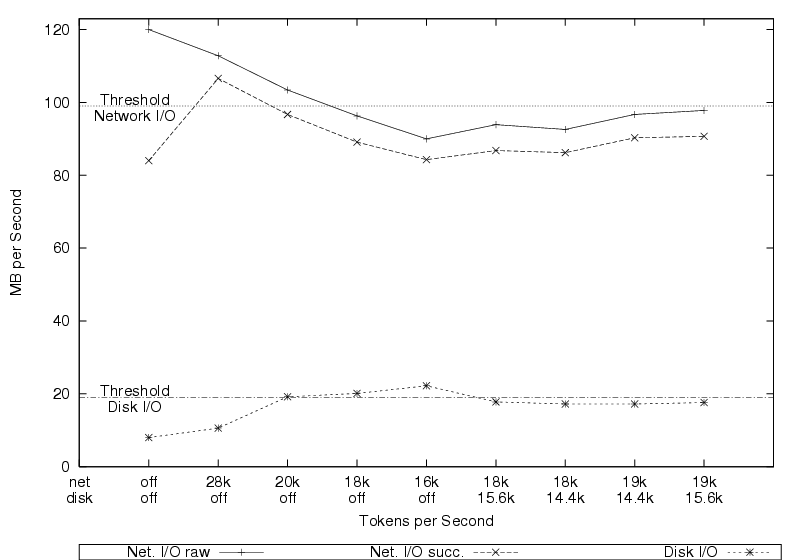 120
100
80
60
40
20
0
MB per Second
Threshold
Network I/O
Threshold
Disk I/O
net off 28k 20k 18k 16k 18k 18k 19k 19k
disk off off off off off 15.6k 14.4k 14.4k 15.6k
Tokens per Second
Net. I/O raw Net. I/O succ. Disk I/O